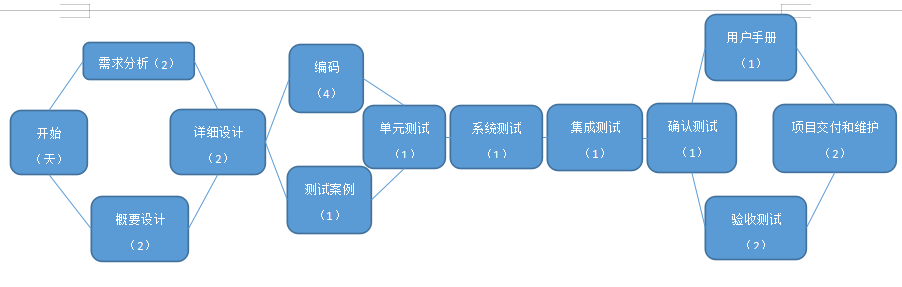 开始
（天）
需求分析（2）
概要设计
（2）
详细设计
（2）
编码
（4）
测试案例
（1）
单元测试
（1）
系统测试
（1）
集成测试
（1）
确认测试
（1）
用户手册
（1）
验收测试
（2）
项目交付和维护
（2）